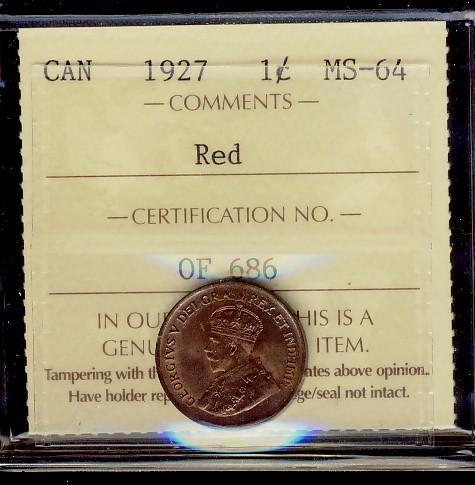 CAN 1927 1¢ MS-64
— COMMENTS —
Red
— CERTIFICATION NO. —
OF 686
IN OU HIS IS A
GENU ITEM.
Tampering with th ates above opinion..
Have holder rep ge/seal not intact.
GEORGIVS V DEI GRA: REX ET IND:IMP: